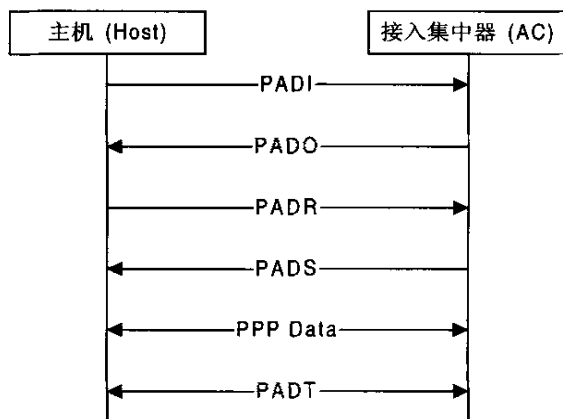 主机 (Host)
接入集中器 (AC)
PADI
PADO
PADR
PADS
PPP Data
PADT